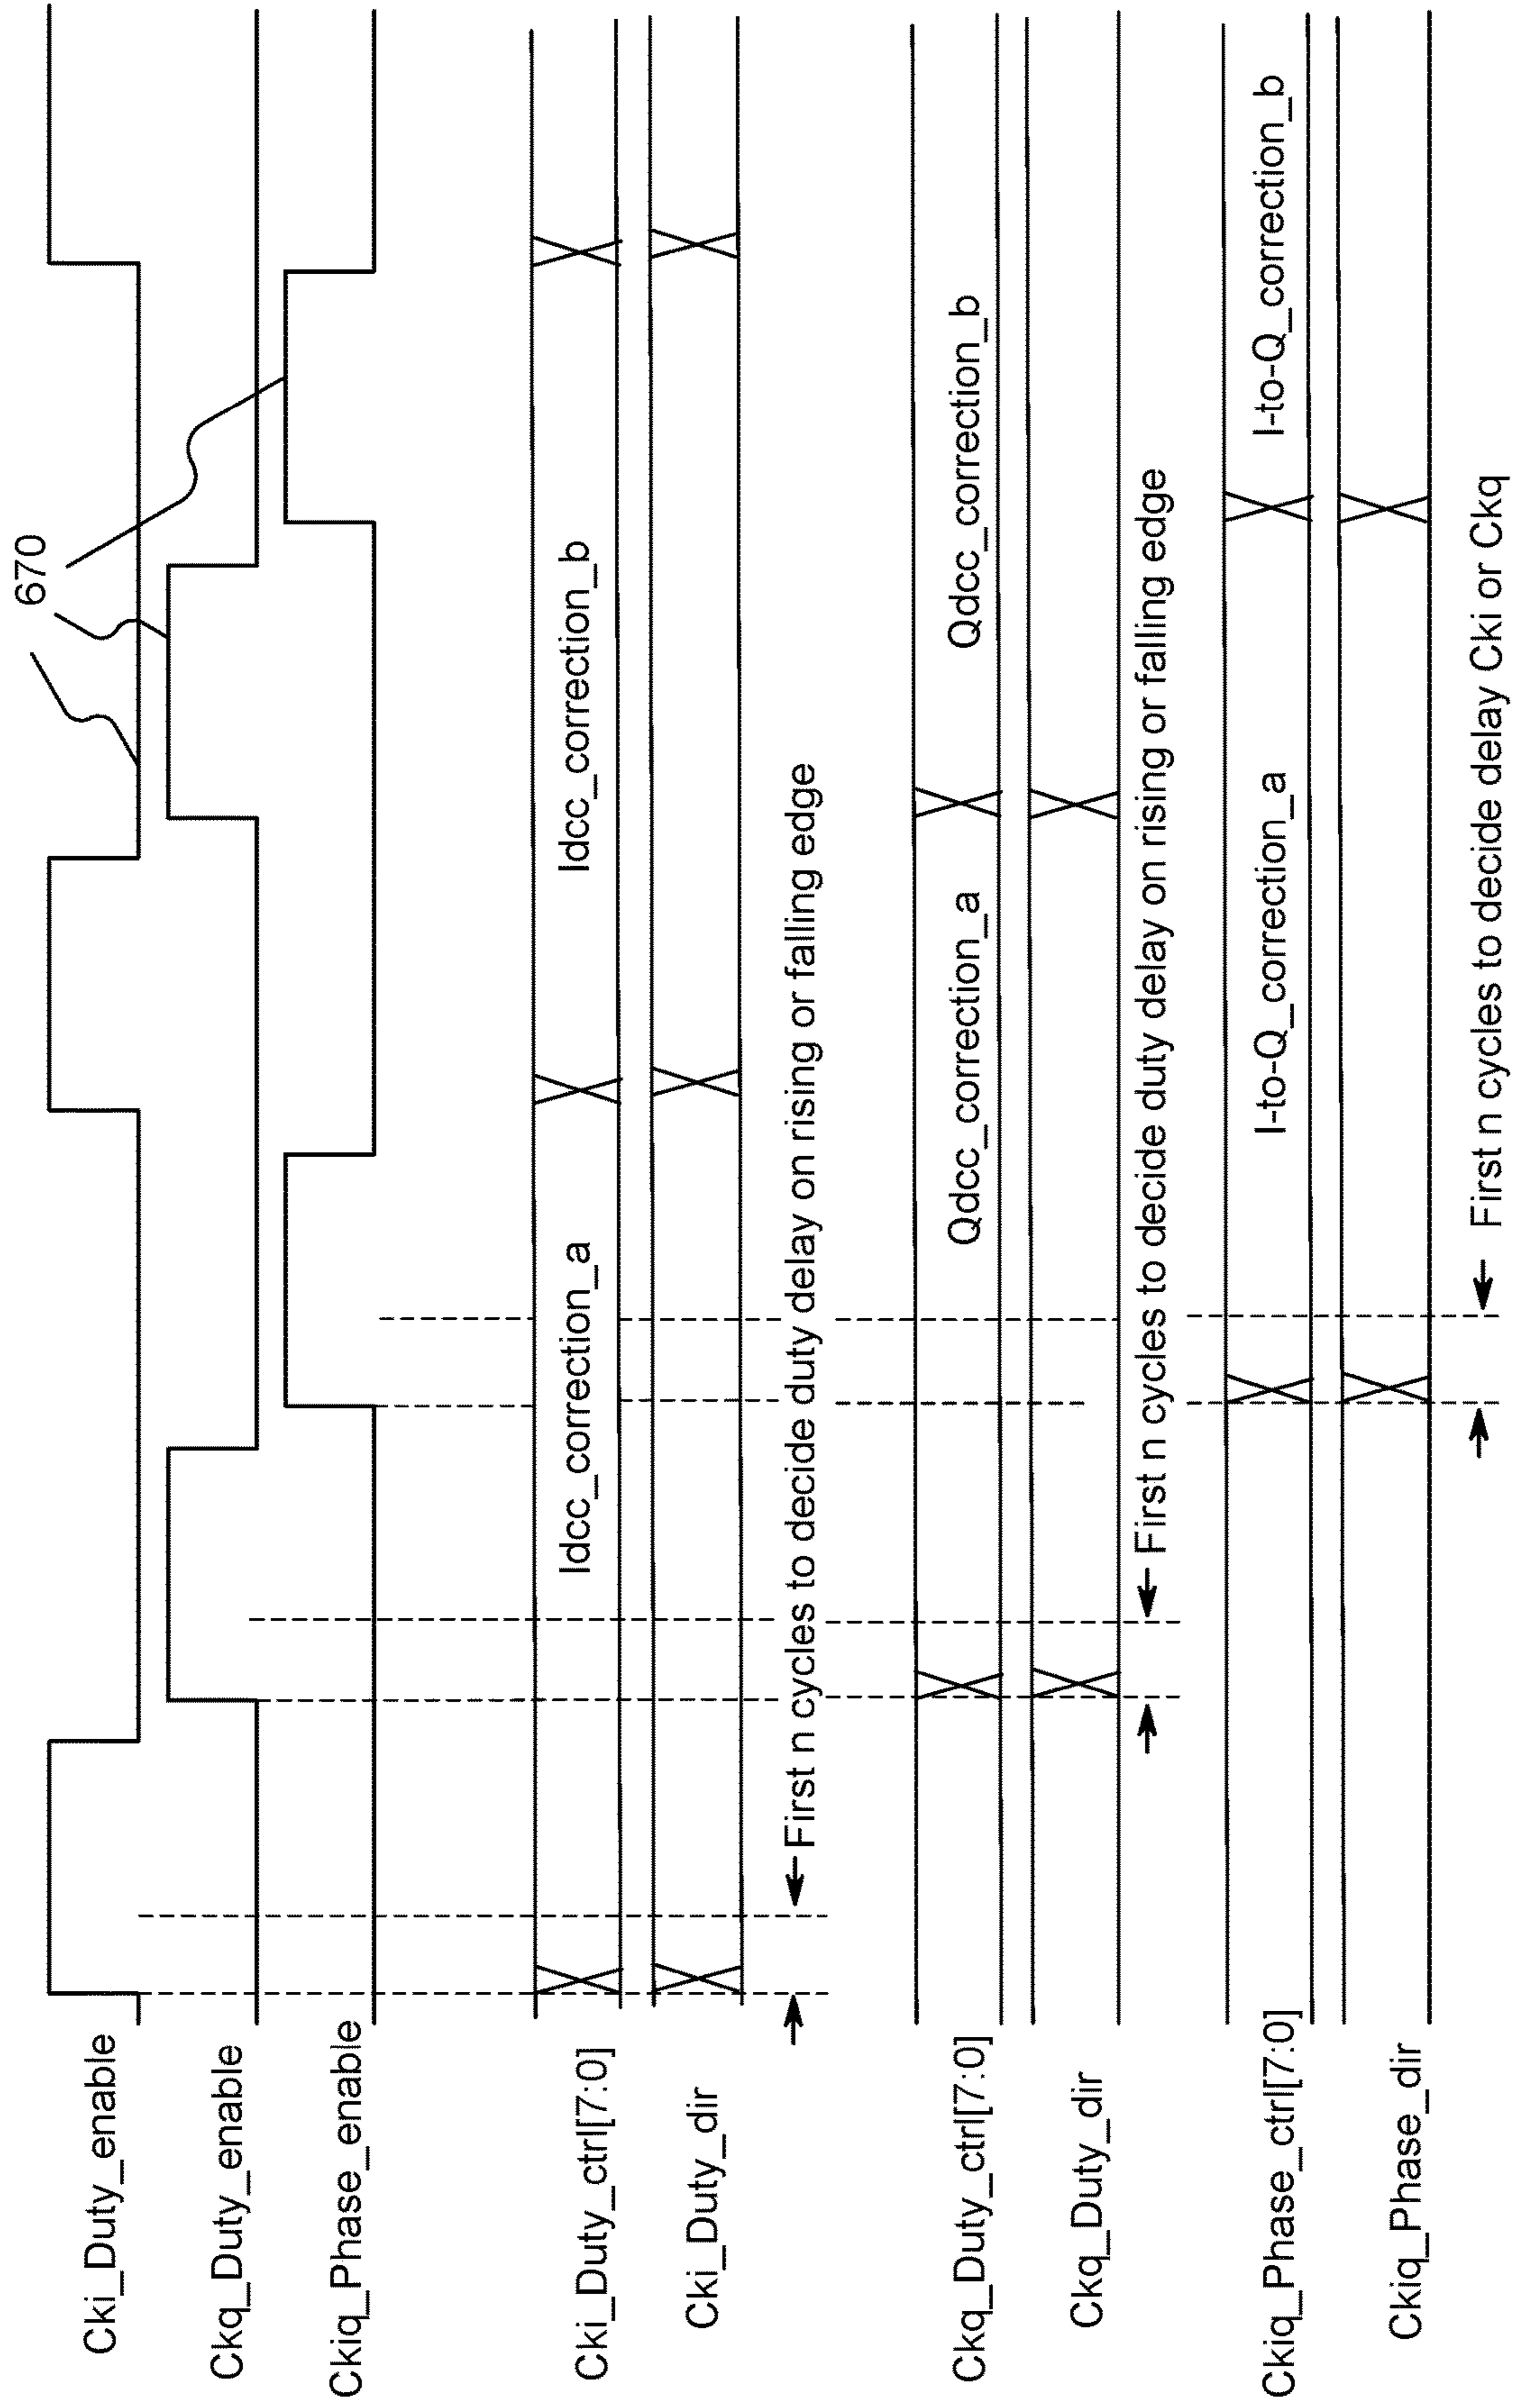 670
Cki_Duty_enable
Ckq_Duty_enable
Ckiq_Phase_enable
Cki_Duty_ctrl[7:0]
Idcc_correction_a
Idcc_correction_b
Cki_Duty_dir
First n cycles to decide duty delay on rising or falling edge
Ckq_Duty_ctrl[7:0]
Qdcc_correction_a
Qdcc_correction_b
Ckq_Duty_dir
First n cycles to decide duty delay on rising or falling edge
Ckiq_Phase_ctrl[7:0]
I-to-Q_correction_a
I-to-Q_correction_b
Ckiq_Phase_dir
First n cycles to decide delay Cki or Ckq